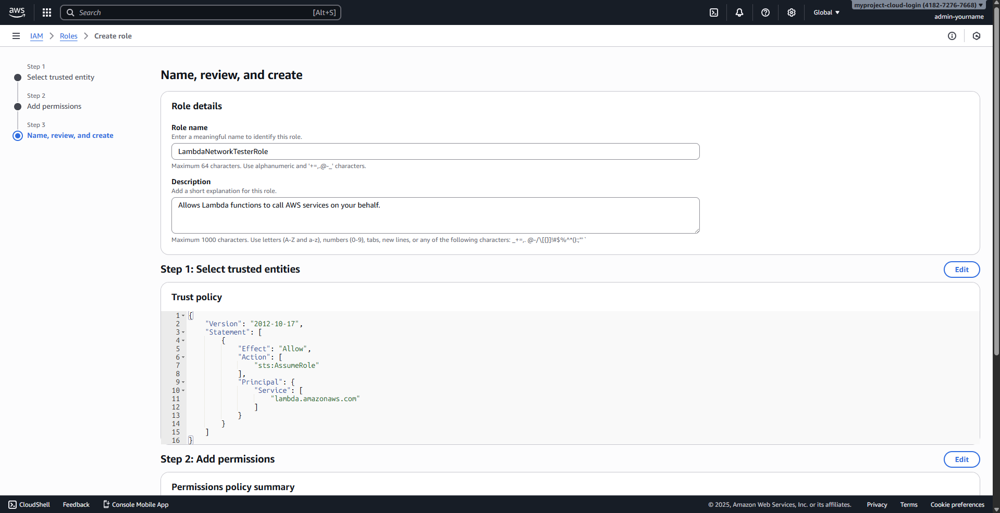 aws
Search
[Alt+S]
Global
myproject-cloud-login (4182-7276-7668)
admin-yourname
IAM
Roles
Create role
Step 1
Select trusted entity
Step 2
Add permissions
Step 3
Name, review, and create
Name, review, and create
Role details
Role name
Enter a meaningful name to identify this role.
LambdaNetworkTesterRole
Maximum 64 characters. Use alphanumeric and '+=,.@-_' characters.
Description
Add a short explanation for this role.
Allows Lambda functions to call AWS services on your behalf.
Maximum 1000 characters. Use letters (A-Z and a-z), numbers (0-9), tabs, new lines, or any of the following characters: _+=,. @-/\[{}]!#$%^*();:"'`
Step 1: Select trusted entities
Edit
Trust policy
1 {
2 "Version": "2012-10-17",
3 "Statement": [
4 {
5 "Effect": "Allow",
6 "Action": [
7 "sts:AssumeRole"
8 ],
9 "Principal": {
10 "Service": [
11 "lambda.amazonaws.com"
12 ]
13 }
14 }
15 ]
16 }
Step 2: Add permissions
Edit
Permissions policy summary
CloudShell
Feedback
Console Mobile App
© 2025, Amazon Web Services, Inc. or its affiliates.
Privacy
Terms
Cookie preferences